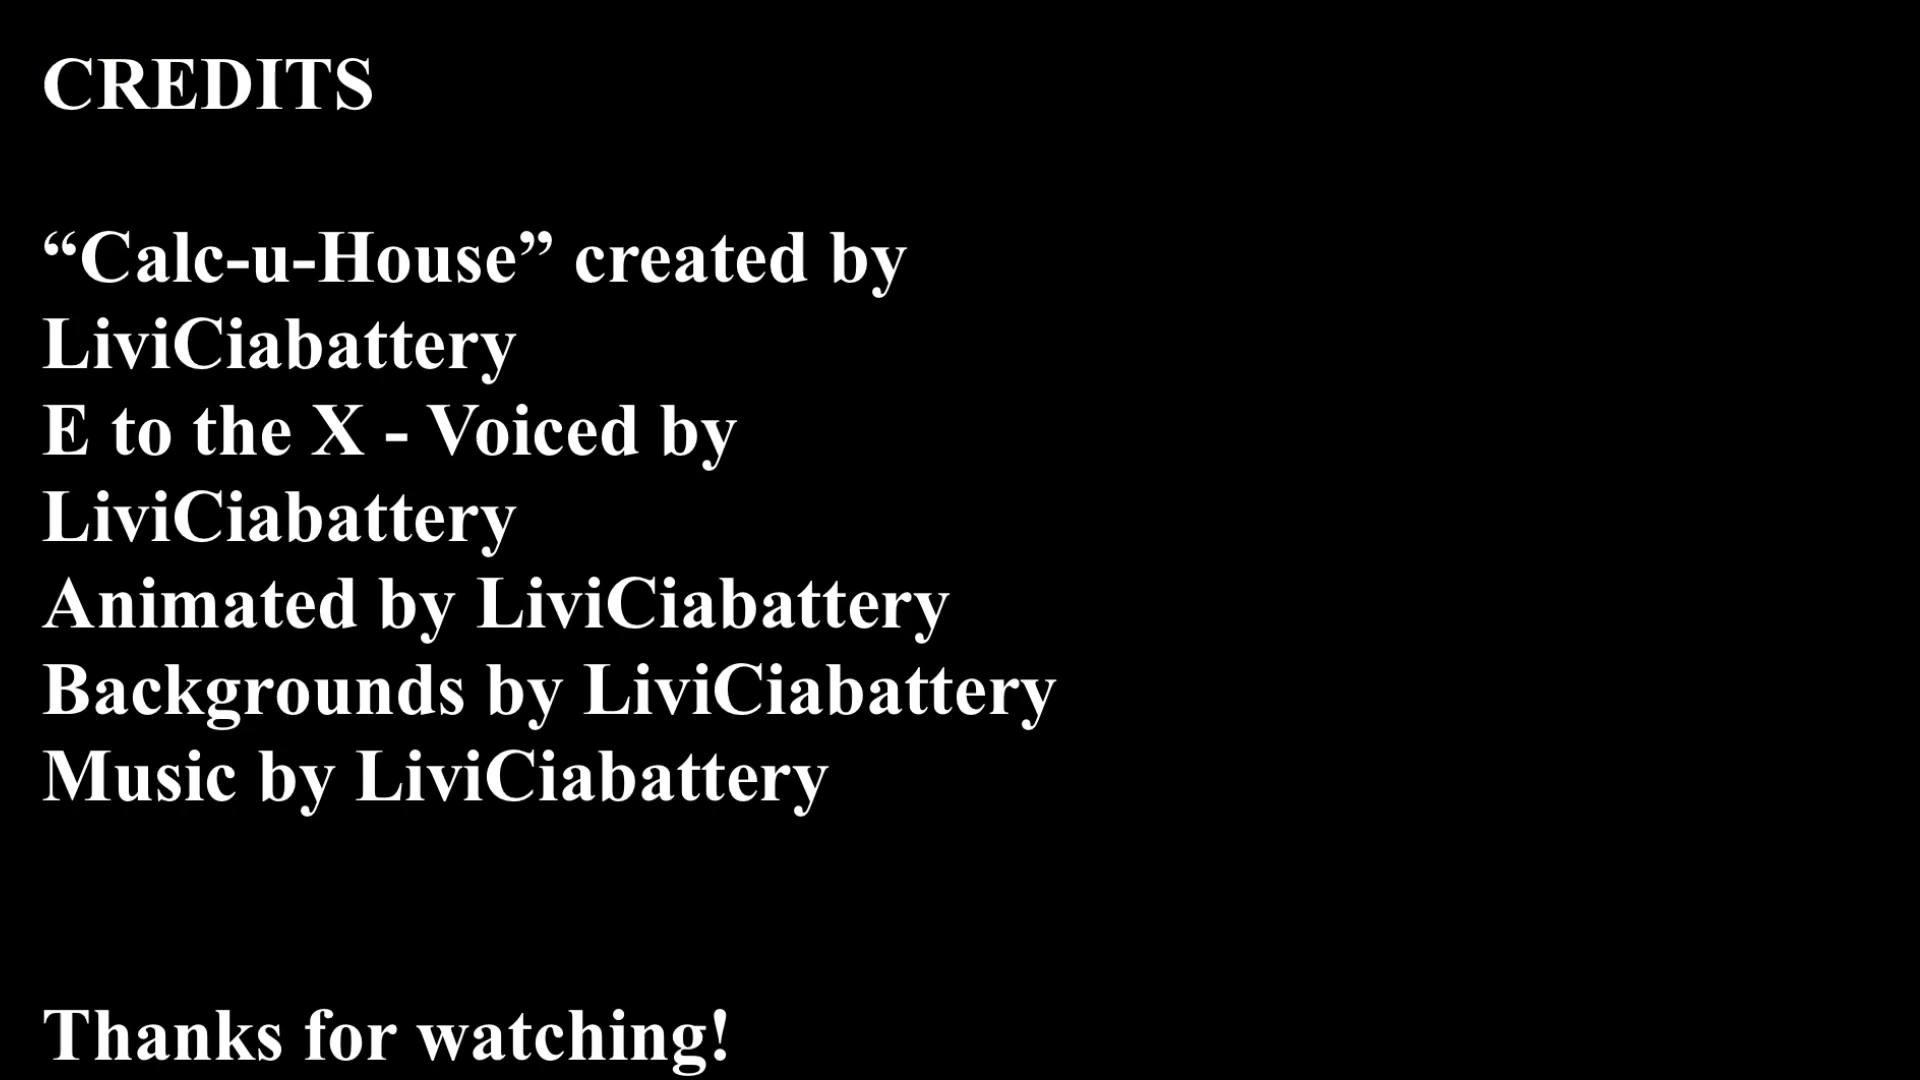 CREDITS
“Calc-u-House” created by
LiviCiabattery
E to the X - Voiced by
LiviCiabattery
Animated by LiviCiabattery
Backgrounds by LiviCiabattery
Music by LiviCiabattery
Thanks for watching!